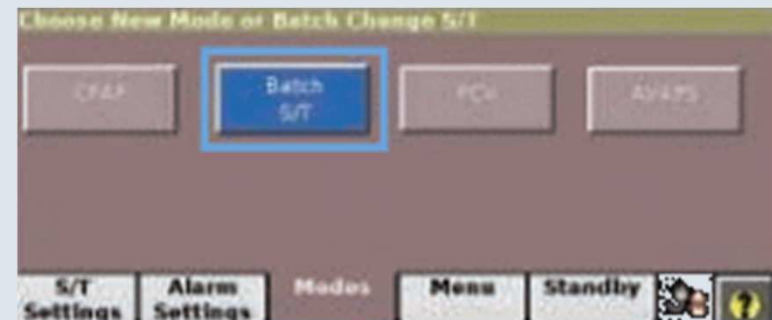 Choose New Mode or Batch Change S/T
CPAP
Batch
S/T
PCV
AVAPS
S/T
Settings
Alarm
Settings
Modes
Menu
Standby
?